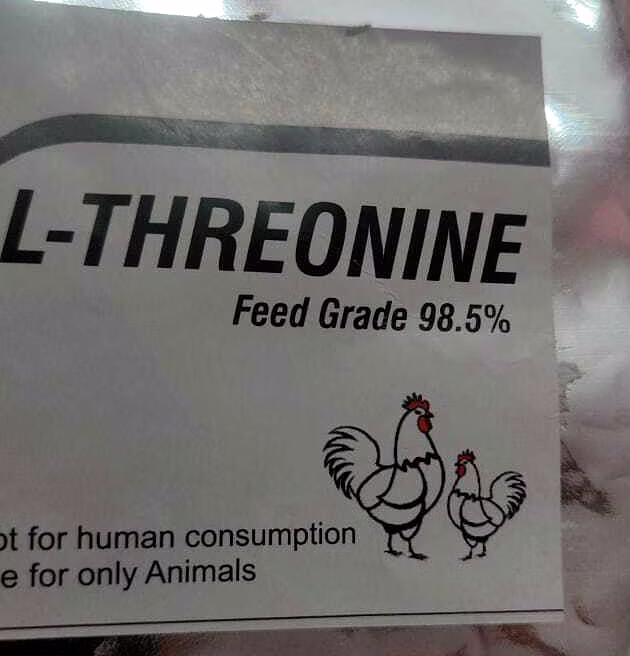 L-THREONINE
Feed Grade 98.5%
for human consumption
for only Animals